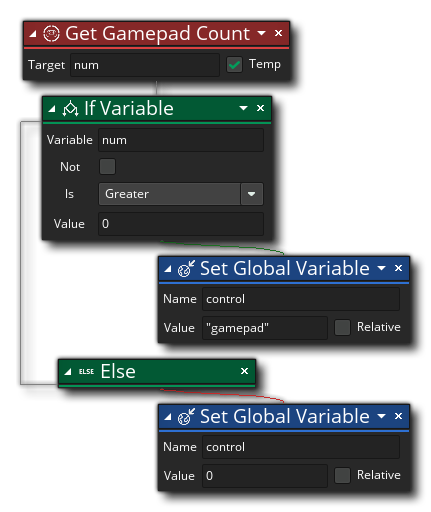 Get Gamepad Count
Target num Temp
If Variable
Variable num
Not
Is Greater
Value 0
Set Global Variable
Name control
Value "gamepad" Relative
ELSE Else
Set Global Variable
Name control
Value 0 Relative